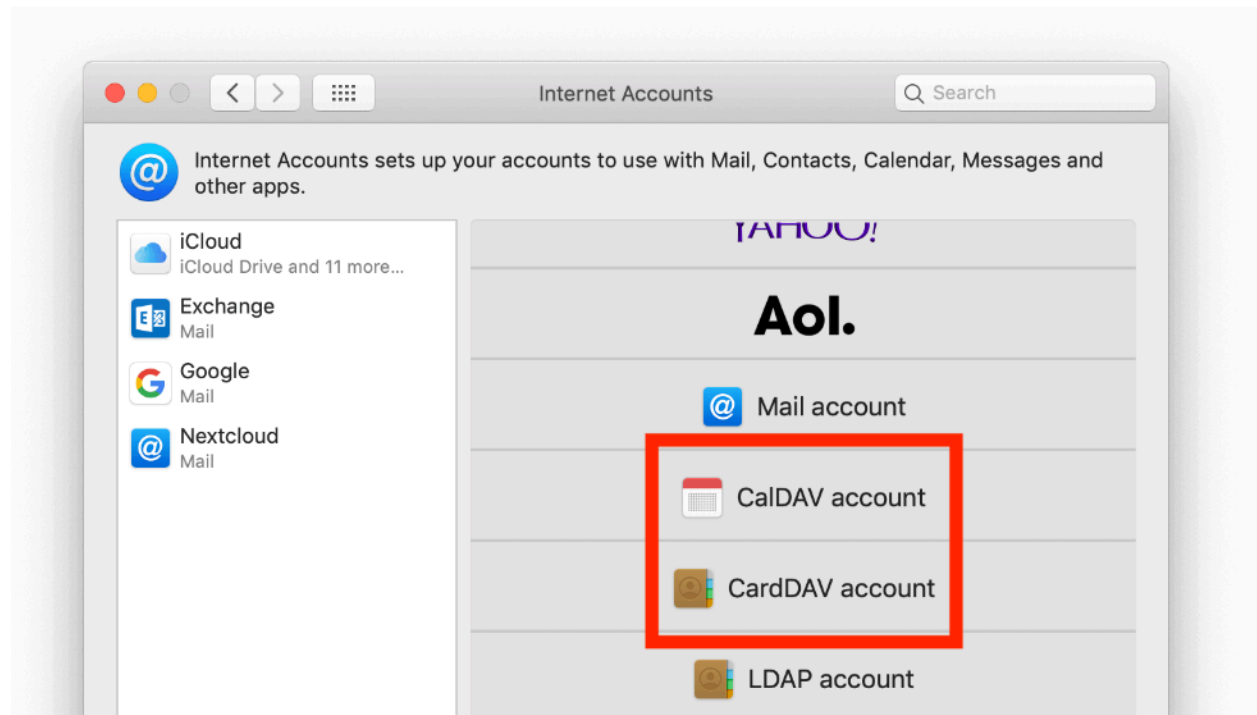 Internet Accounts
Search
Internet Accounts sets up your accounts to use with Mail, Contacts, Calendar, Messages and
other apps.
iCloud
iCloud Drive and 11 more...
Exchange
Mail
Google
Mail
Nextcloud
Mail
YAHOO!
Aol.
Mail account
CalDAV account
CardDAV account
LDAP account